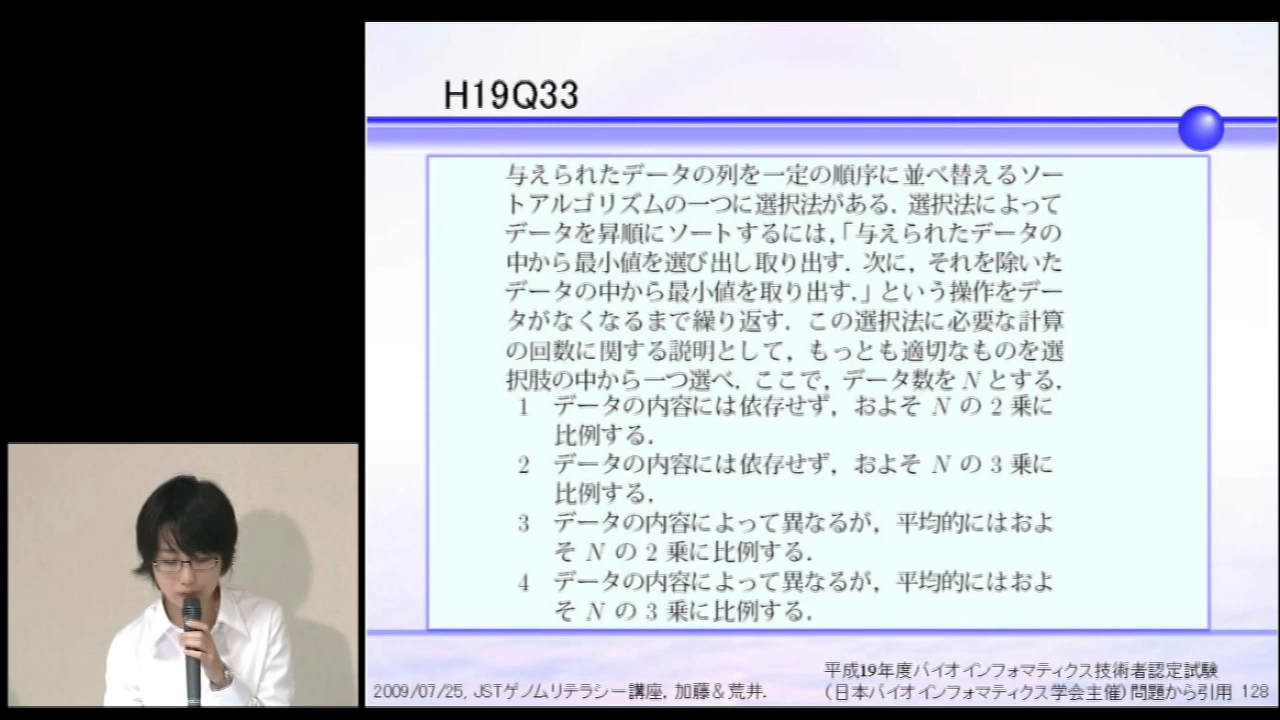 H19Q33
与えられたデータの列を一定の順序に並べ替えるソー
トアルゴリズムの一つに選択法がある．選択法によって
データを昇順にソートするには，「与えられたデータの
中から最小値を選び出し取り出す．次に，それを除いた
データの中から最小値を取り出す．」という操作をデー
タがなくなるまで繰り返す．この選択法に必要な計算
の回数に関する説明として，もっとも適切なものを選
択肢の中から一つ選べ．ここで，データ数を N とする．
1 データの内容には依存せず，およそ N の 2 乗に
比例する．
2 データの内容には依存せず，およそ N の 3 乗に
比例する．
3 データの内容によって異なるが，平均的にはおよ
そ N の 2 乗に比例する．
4 データの内容によって異なるが，平均的にはおよ
そ N の 3 乗に比例する．
平成19年度バイオインフォマティクス技術者認定試験
2009/07/25, JSTゲノムリテラシー講座, 加藤＆荒井.
（日本バイオインフォマティクス学会主催）問題から引用 128